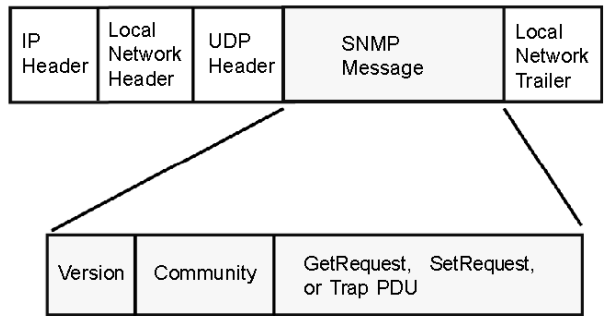 IP
Header
Local
Network
Header
UDP
Header
SNMP
Message
Local
Network
Trailer
Version
Community
GetRequest, SetRequest,
or Trap PDU